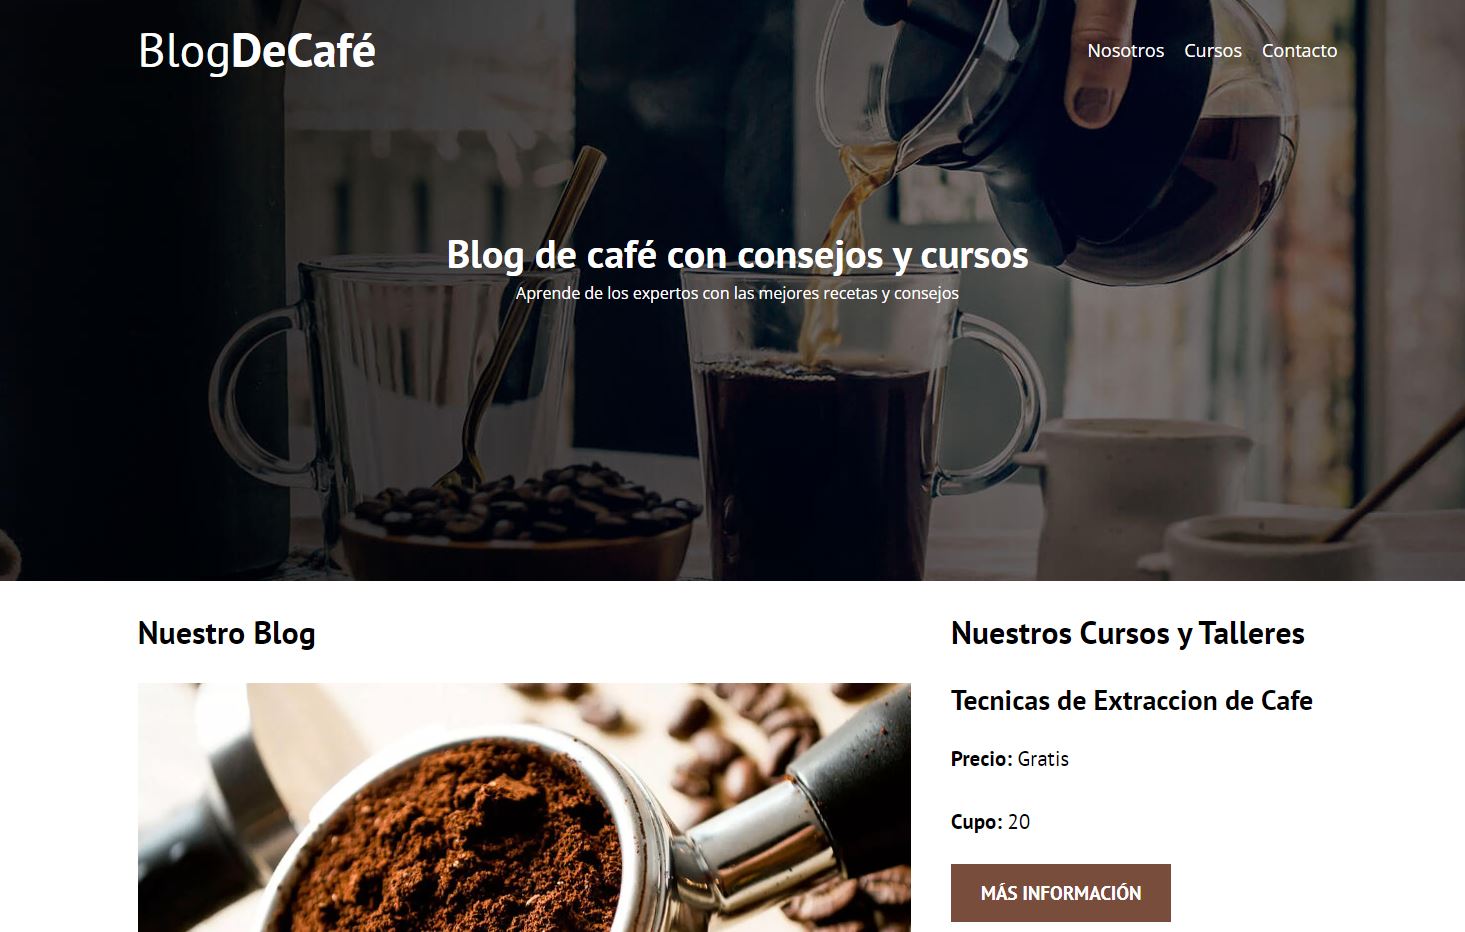 BlogDeCafé
Nosotros Cursos Contacto
Blog de café con consejos y cursos
Aprende de los expertos con las mejores recetas y consejos
Nuestro Blog
Nuestros Cursos y Talleres
Tecnicas de Extraccion de Cafe
Precio: Gratis
Cupo: 20
MÁS INFORMACIÓN